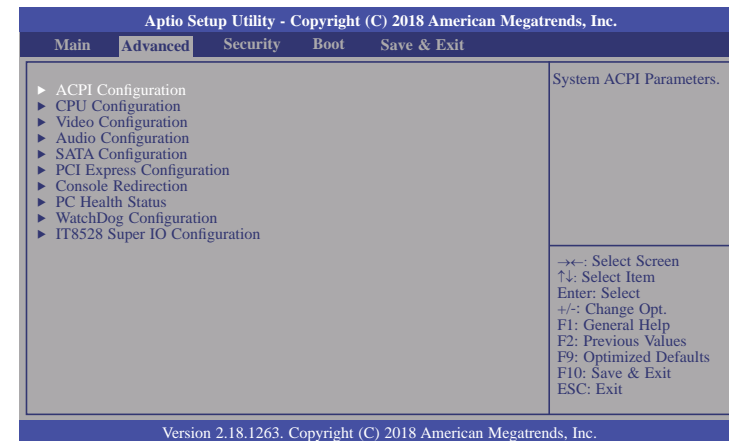 Aptio Setup Utility - Copyright (C) 2018 American Megatrends, Inc.
Main Advanced Security Boot Save & Exit
► ACPI Configuration
► CPU Configuration
► Video Configuration
► Audio Configuration
► SATA Configuration
► PCI Express Configuration
► Console Redirection
► PC Health Status
► WatchDog Configuration
► IT8528 Super IO Configuration
System ACPI Parameters.
→←: Select Screen
↑↓: Select Item
Enter: Select
+/-: Change Opt.
F1: General Help
F2: Previous Values
F9: Optimized Defaults
F10: Save & Exit
ESC: Exit
Version 2.18.1263. Copyright (C) 2018 American Megatrends, Inc.